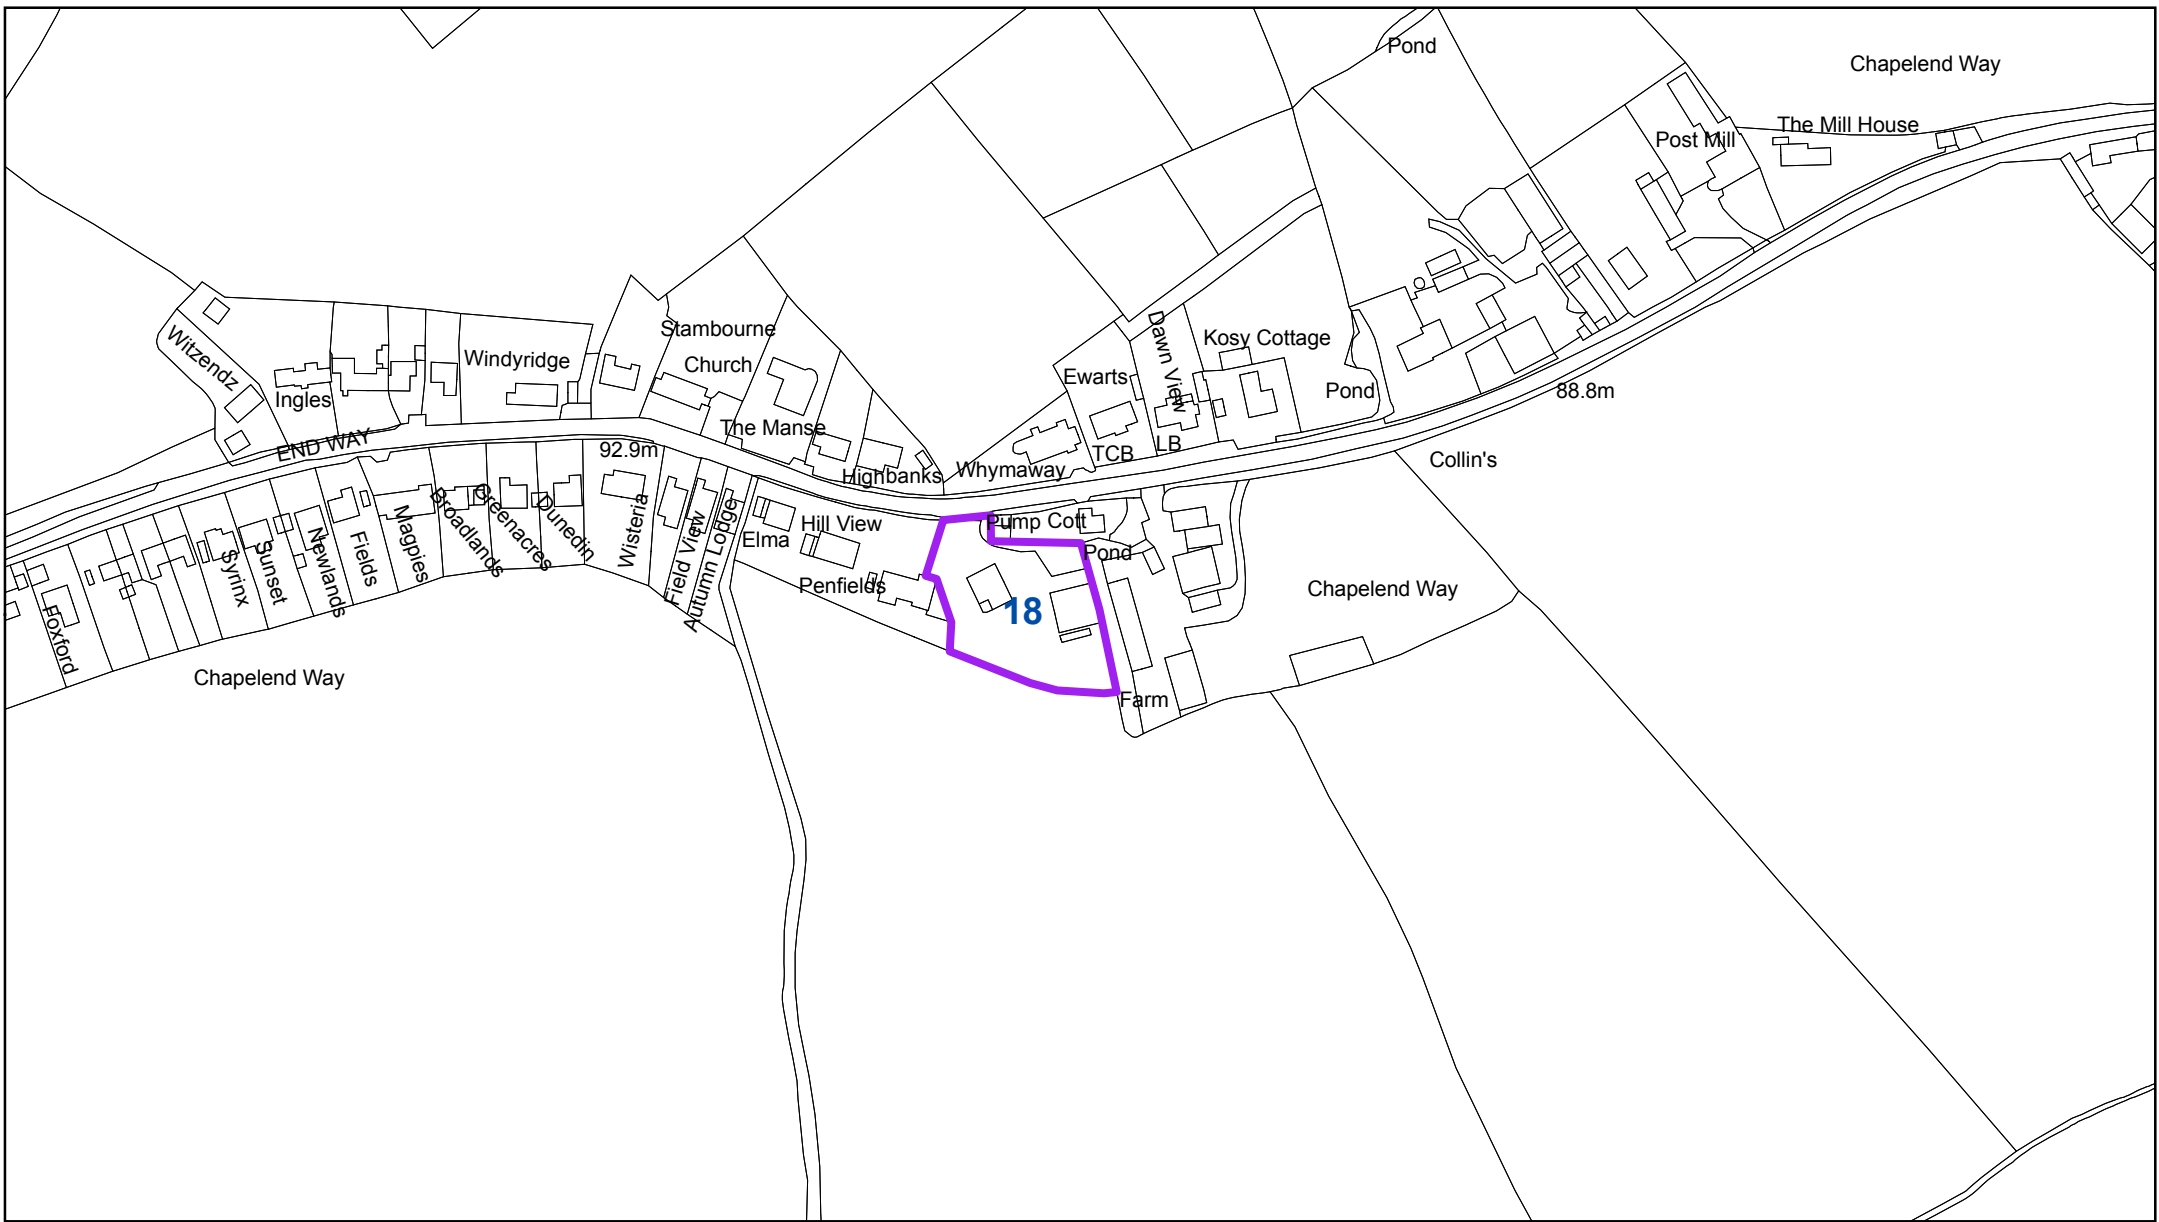 Pond
Chapelend Way
The Mill House
Post Mill
Stambourne
Church
Windyridge
Witzendz
Ingles
Dawn View
Kosy Cottage
Ewarts
Pond
88.8m
The Manse
END WAY
92.9m
TCB
LB
Collin's
Highbanks
Whymaway
Pump Cott
Hill View
Elma
Pond
Penfields
18
Chapelend Way
Farm
Foxford
Syrinx
Sunset
Newlands
Fields
Magpies
Broadlands
Greenacres
Dunedin
Wisteria
Field View
Autumn Lodge
Chapelend Way